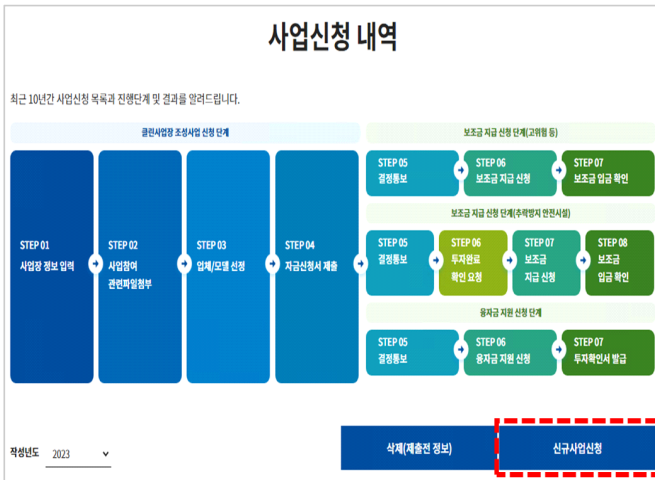 사업신청 내역
최근 10년간 사업신청 목록과 진행단계 및 결과를 알려드립니다.
클린사업장 조성사업 신청 단계
STEP 01
사업장 정보 입력
STEP 02
사업참여
관련파일첨부
STEP 03
업체/모델 선정
STEP 04
자금신청서 제출
보조금 지급 신청 단계(고위험 등)
STEP 05
결정통보
STEP 06
보조금 지급 신청
STEP 07
보조금 입금 확인
보조금 지급 신청 단계(추락방지 안전시설)
STEP 05
결정통보
STEP 06
투자완료
확인 요청
STEP 07
보조금
지급 신청
STEP 08
보조금
입금 확인
융자금 지원 신청 단계
STEP 05
결정통보
STEP 06
융자금 지원 신청
STEP 07
투자확인서 발급
작성년도 2023
삭제(제출전 정보)
신규사업신청